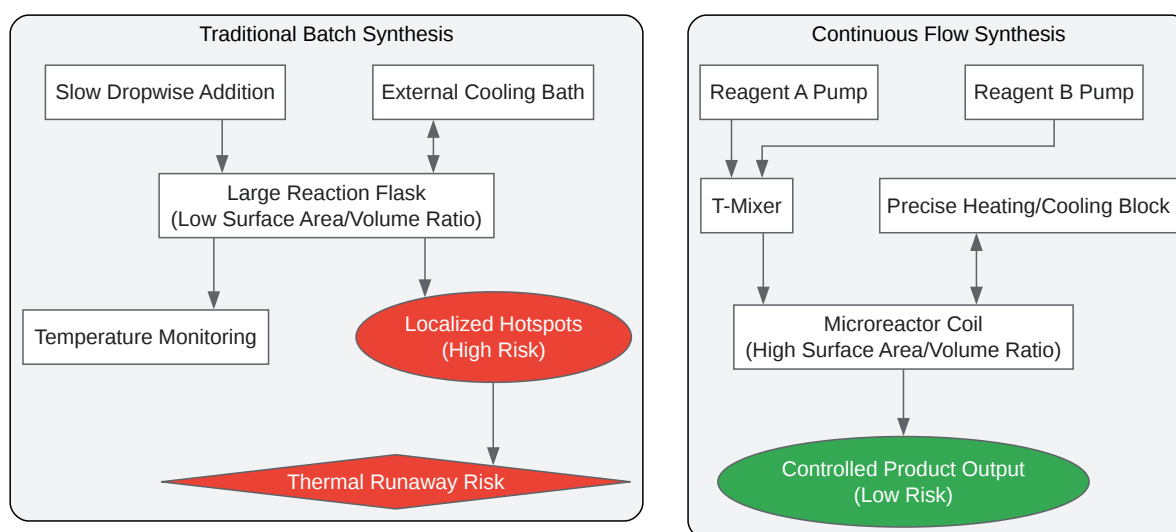 Traditional Batch Synthesis
Slow Dropwise Addition
External Cooling Bath
Large Reaction Flask
(Low Surface Area/Volume Ratio)
Temperature Monitoring
Localized Hotspots
(High Risk)
Thermal Runaway Risk
Continuous Flow Synthesis
Reagent A Pump
Reagent B Pump
T-Mixer
Precise Heating/Cooling Block
Microreactor Coil
(High Surface Area/Volume Ratio)
Controlled Product Output
(Low Risk)